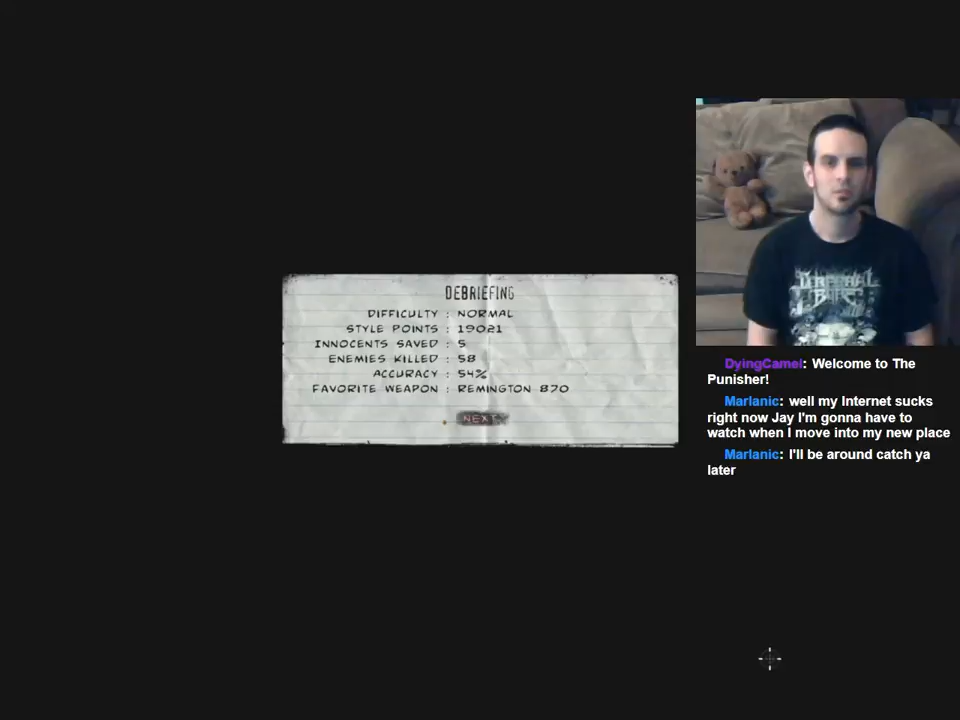 DEBRIEFING
DIFFICULTY : NORMAL
STYLE POINTS : 19021
INNOCENTS SAVED : 5
ENEMIES KILLED : 58
ACCURACY : 54%
FAVORITE WEAPON : REMINGTON 870
NEXT
DyingCamel: Welcome to The
Punisher!
Marlanic: well my Internet sucks
right now Jay I'm gonna have to
watch when I move into my new place
Marlanic: I'll be around catch ya
later